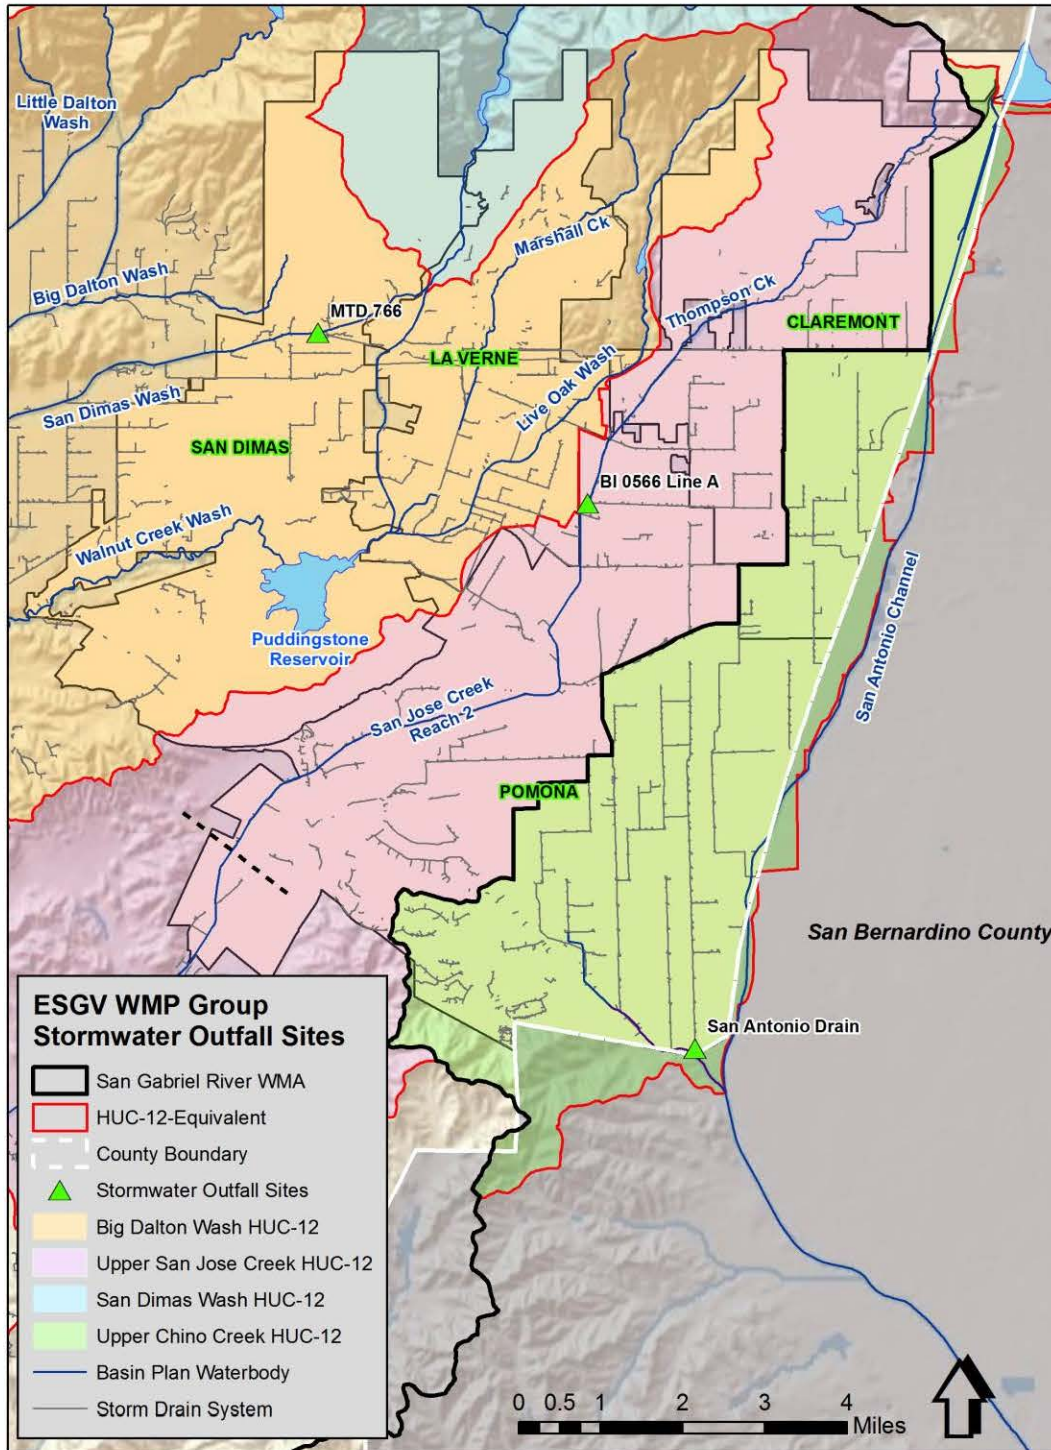 Little Dalton
Wash
Big Dalton Wash
MTD 766
Marshall Ck
Thompson Ck
CLAREMONT
LA VERNE
San Dimas Wash
Live Oak Wash
SAN DIMAS
BI 0566 Line A
Walnut Creek Wash
Puddingstone
Reservoir
San Antonio Channel
San Jose Creek
Reach 2
POMONA
San Bernardino County
San Antonio Drain
ESGV WMP Group
Stormwater Outfall Sites
San Gabriel River WMA
HUC-12-Equivalent
County Boundary
Stormwater Outfall Sites
Big Dalton Wash HUC-12
Upper San Jose Creek HUC-12
San Dimas Wash HUC-12
Upper Chino Creek HUC-12
Basin Plan Waterbody
Storm Drain System
0 0.5 1 2 3 4
Miles